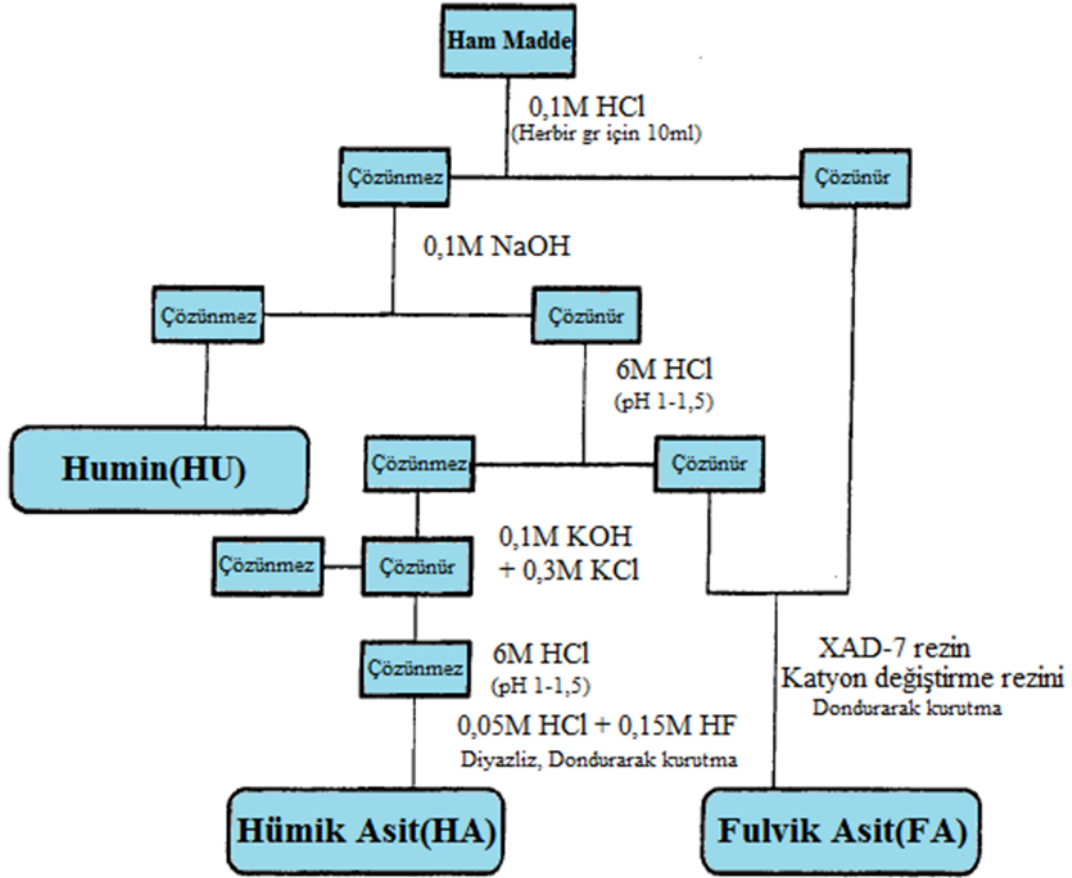 Ham Madde
0,1M HCl
(Herbir gr için 10ml)
Çözünmez
Çözünür
0,1M NaOH
Çözünmez
Çözünür
6M HCl
(pH 1-1,5)
Humin(HU)
Çözünmez
Çözünür
0,1M KOH
+ 0,3M KCl
Çözünmez
Çözünür
Çözünmez
6M HCl
(pH 1-1,5)
0,05M HCl + 0,15M HF
Diyazliz, Dondurarak kurutma
XAD-7 rezin
Katyon değiştirme rezini
Dondurarak kurutma
Hümik Asit(HA)
Fulvik Asit(FA)